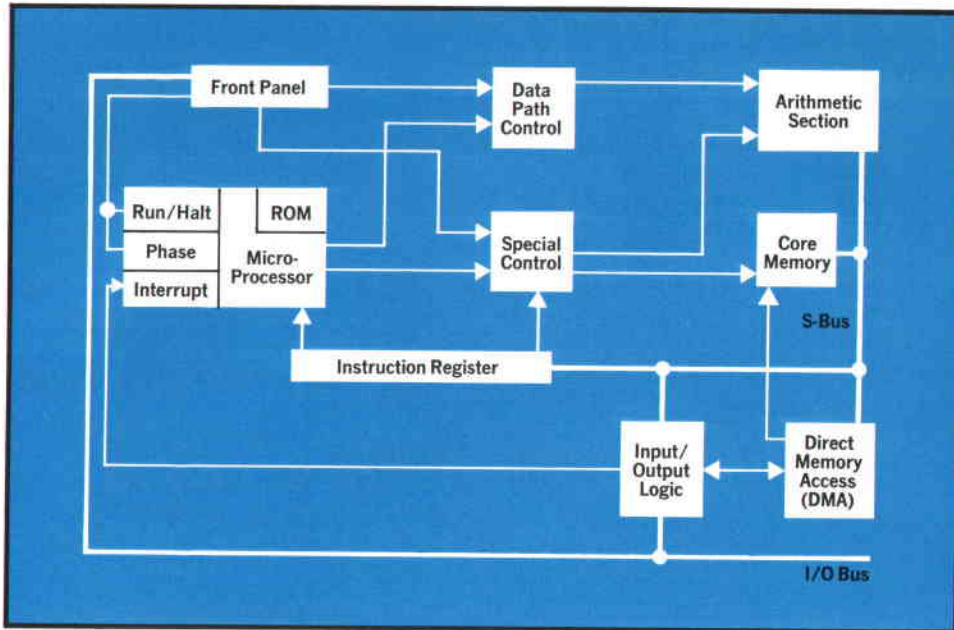 Front Panel
Data
Path
Control
Arithmetic
Section
Run/Halt
ROM
Phase
Micro-
Processor
Interrupt
Special
Control
Core
Memory
S-Bus
Instruction Register
Input/
Output
Logic
Direct
Memory
Access
(DMA)
I/O Bus